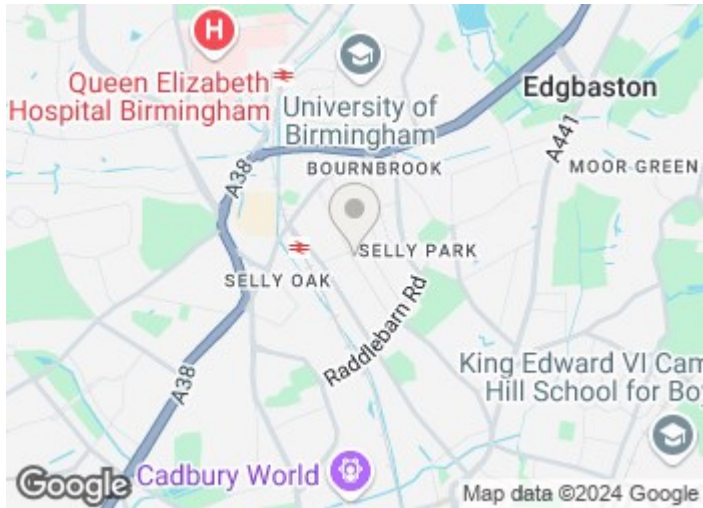 H
Queen Elizabeth
Hospital Birmingham
University of
Birmingham
Edgbaston
A38
BOURNBROOK
A441
MOOR GREEN
SELLY PARK
SELLY OAK
Raddlebarn Rd
A38
King Edward VI Cam
Hill School for Boy
Cadbury World
Google
Map data ©2024 Google